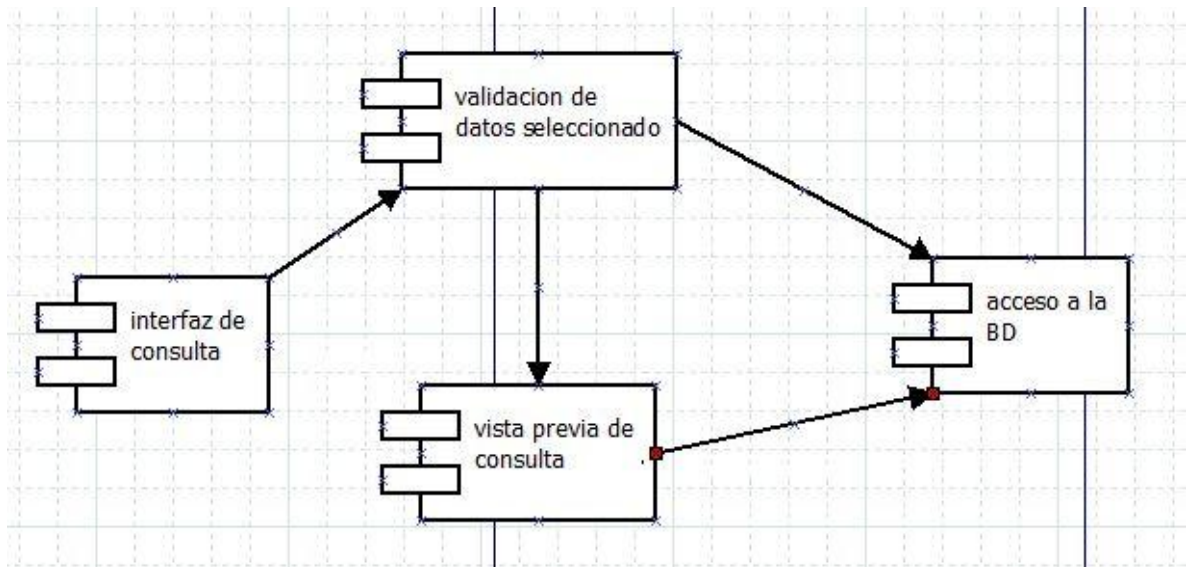 validacion de
datos seleccionado
interfaz de
consulta
acceso a la
BD
vista previa de
consulta